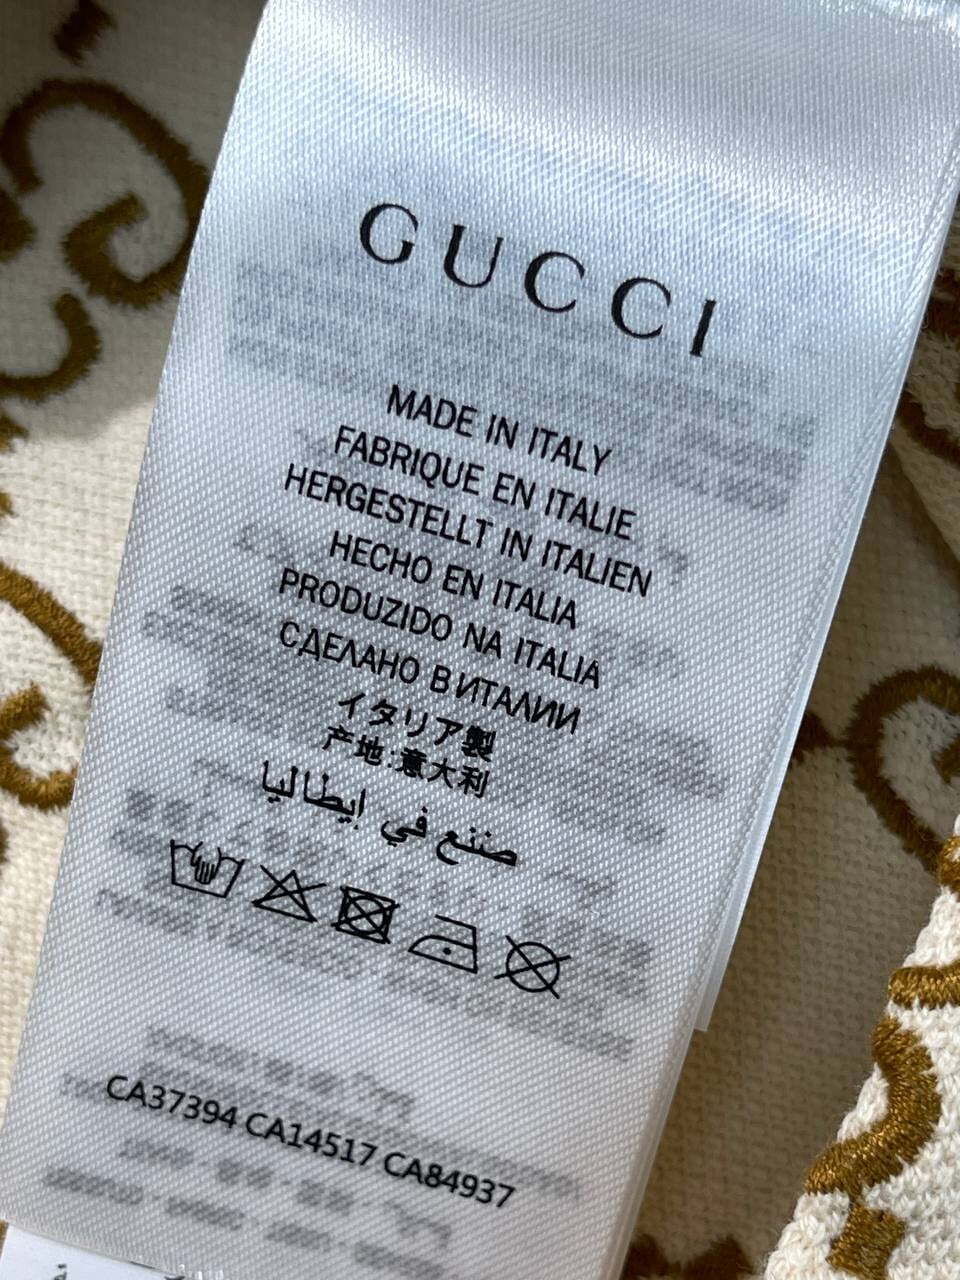 GUCCI
MADE IN ITALY
FABRIQUE EN ITALIE
HERGESTELLT IN ITALIEN
HECHO EN ITALIA
PRODUZIDO NA ITALIA
СДЕЛАНО В ИТАЛИИ
イタリア製
产地:意大利
صنع في إيطاليا
CA37394 CA14517 CA84937